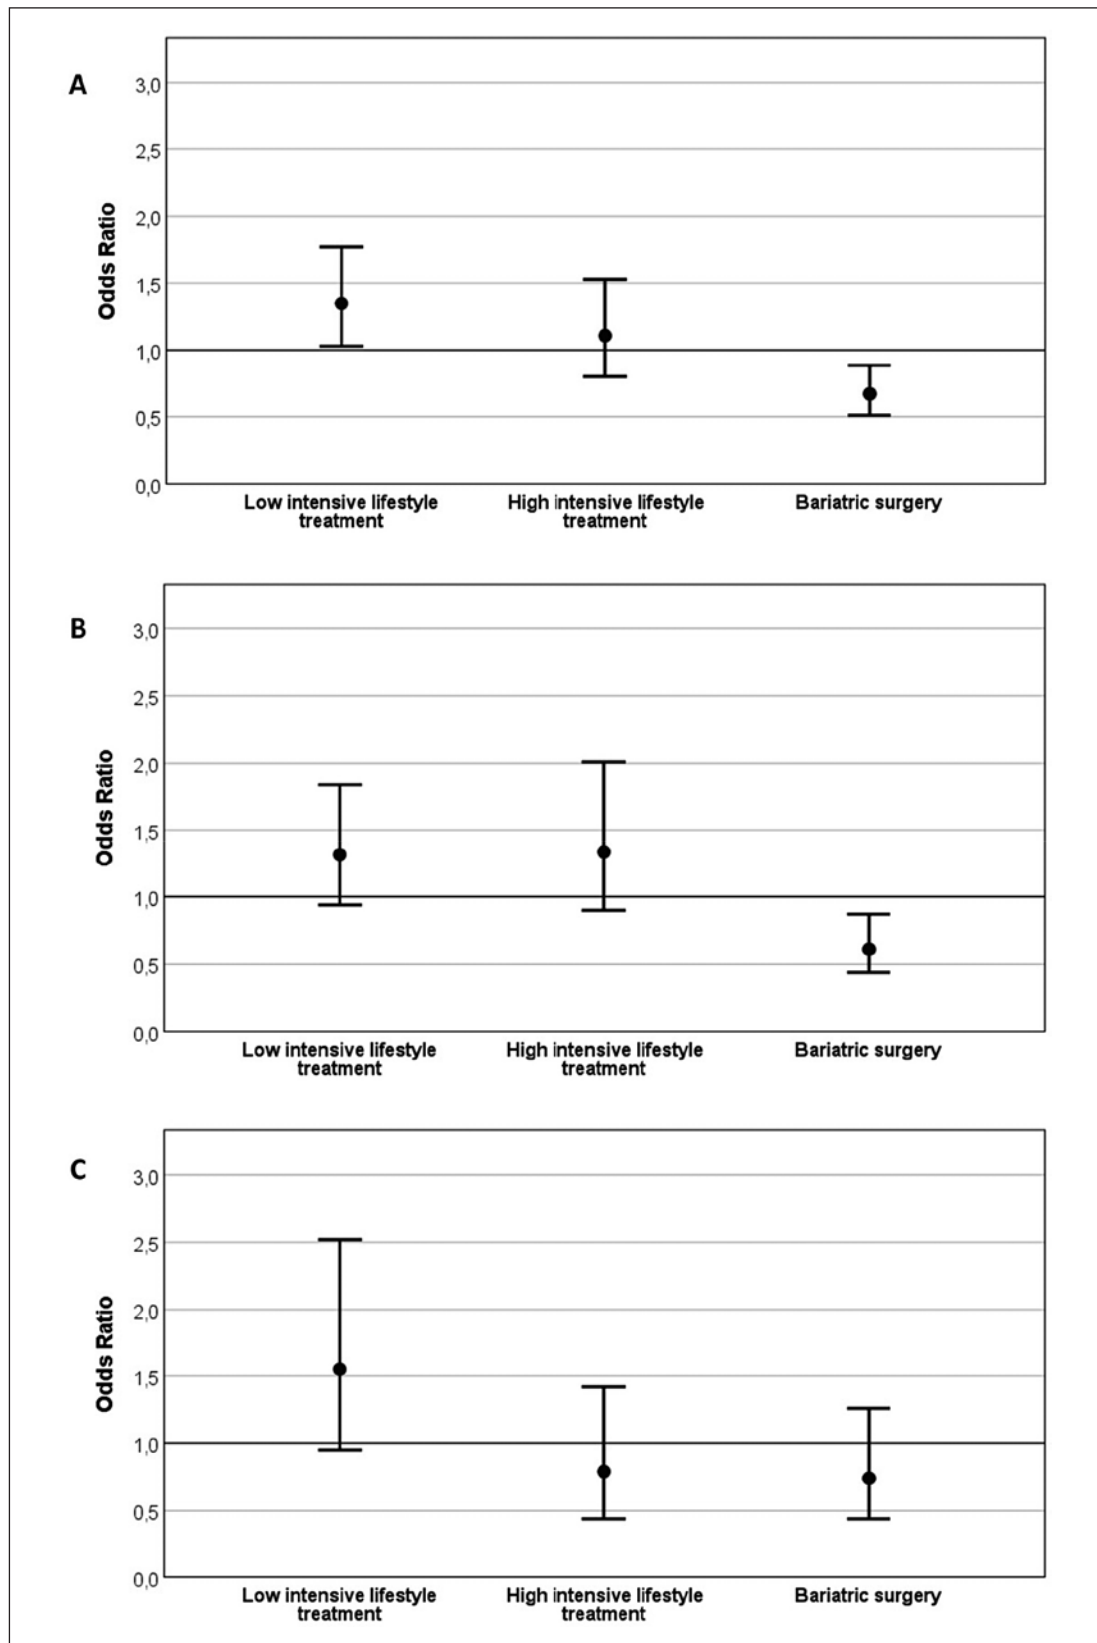 A
3,0
2,5
2,0
1,5
1,0
0,5
0,0
Odds Ratio
Low intensive lifestyle
treatment
High intensive lifestyle
treatment
Bariatric surgery
B
3,0
2,5
2,0
1,5
1,0
0,5
0,0
Odds Ratio
Low intensive lifestyle
treatment
High intensive lifestyle
treatment
Bariatric surgery
C
3,0
2,5
2,0
1,5
1,0
0,5
0,0
Odds Ratio
Low intensive lifestyle
treatment
High intensive lifestyle
treatment
Bariatric surgery